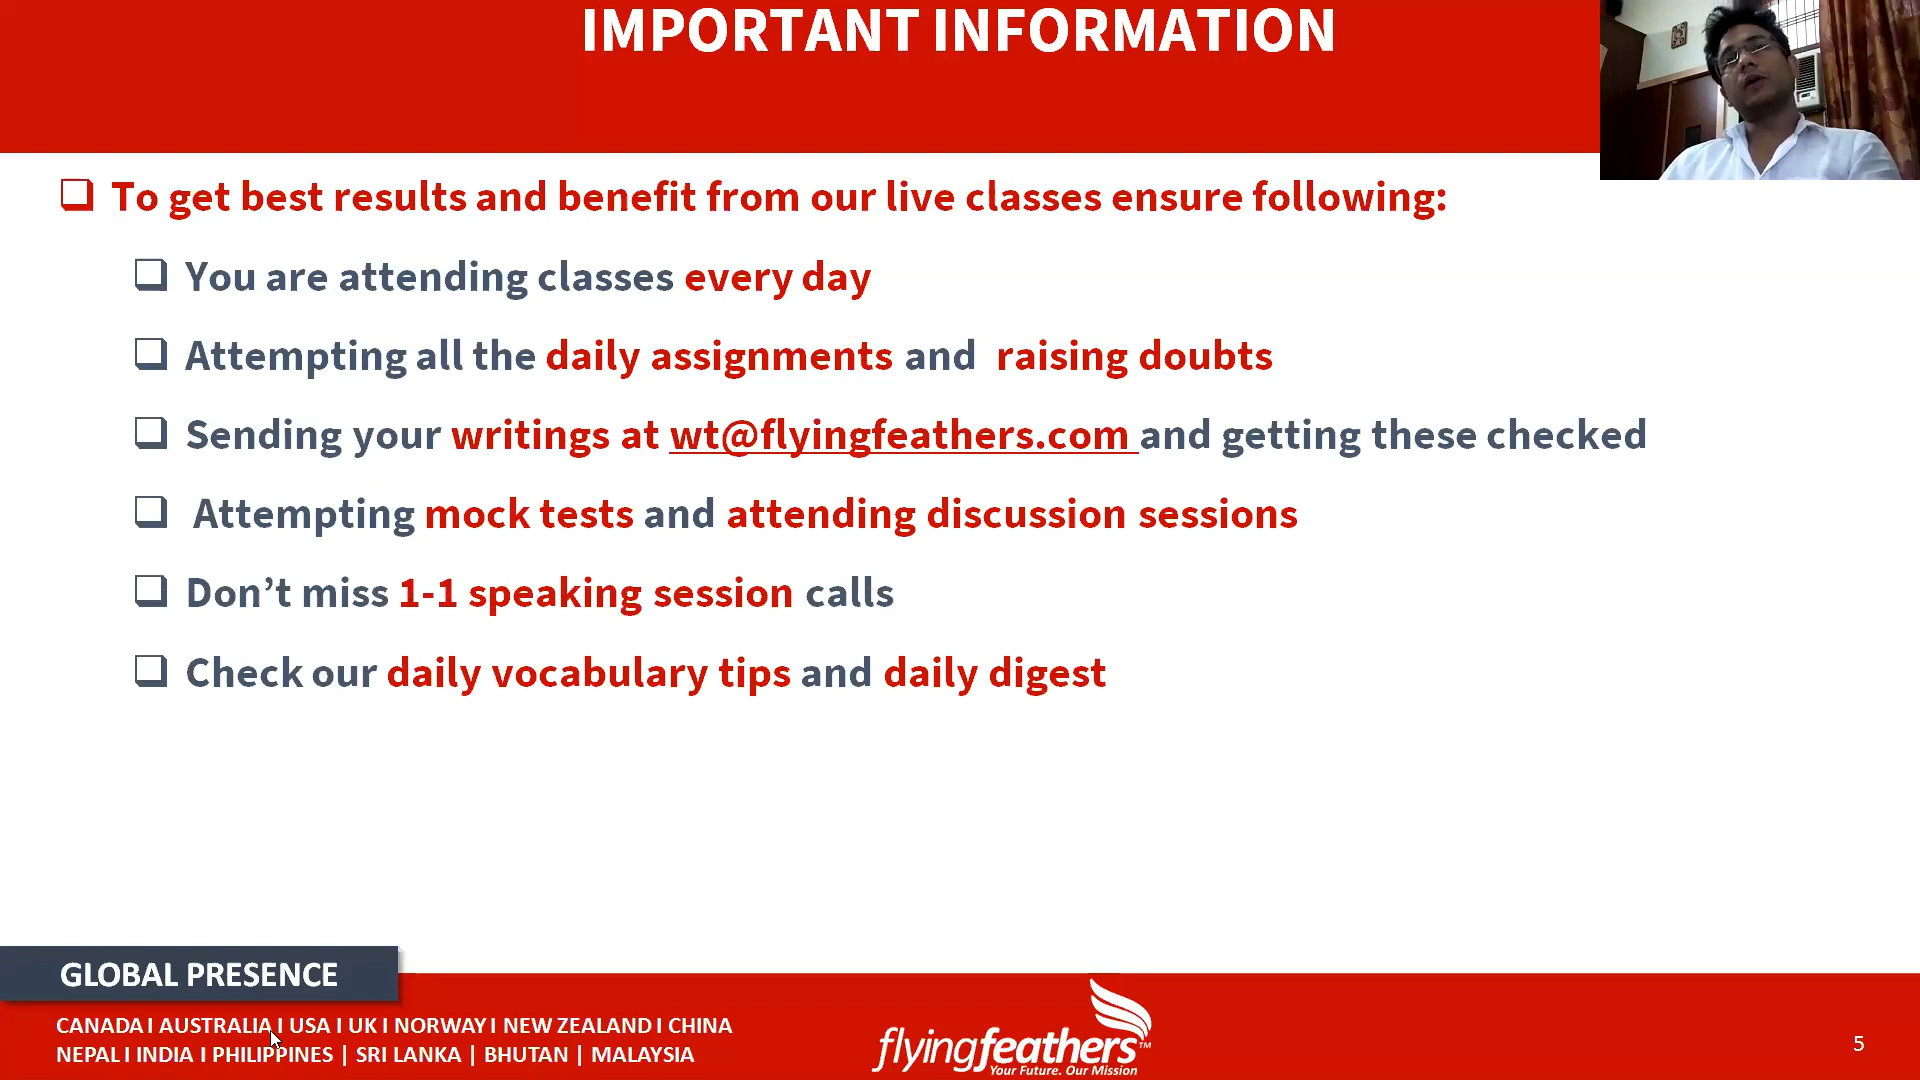 IMPORTANT INFORMATION
To get best results and benefit from our live classes ensure following:
You are attending classes every day
Attempting all the daily assignments and raising doubts
Sending your writings at wt@flyingfeathers.com and getting these checked
Attempting mock tests and attending discussion sessions
Don’t miss 1-1 speaking session calls
Check our daily vocabulary tips and daily digest
GLOBAL PRESENCE
CANADA I AUSTRALIA I USA I UK I NORWAY I NEW ZEALAND I CHINA
NEPAL I INDIA I PHILIPPINES | SRI LANKA | BHUTAN | MALAYSIA
flyingfeathers™
Your Future. Our Mission
5